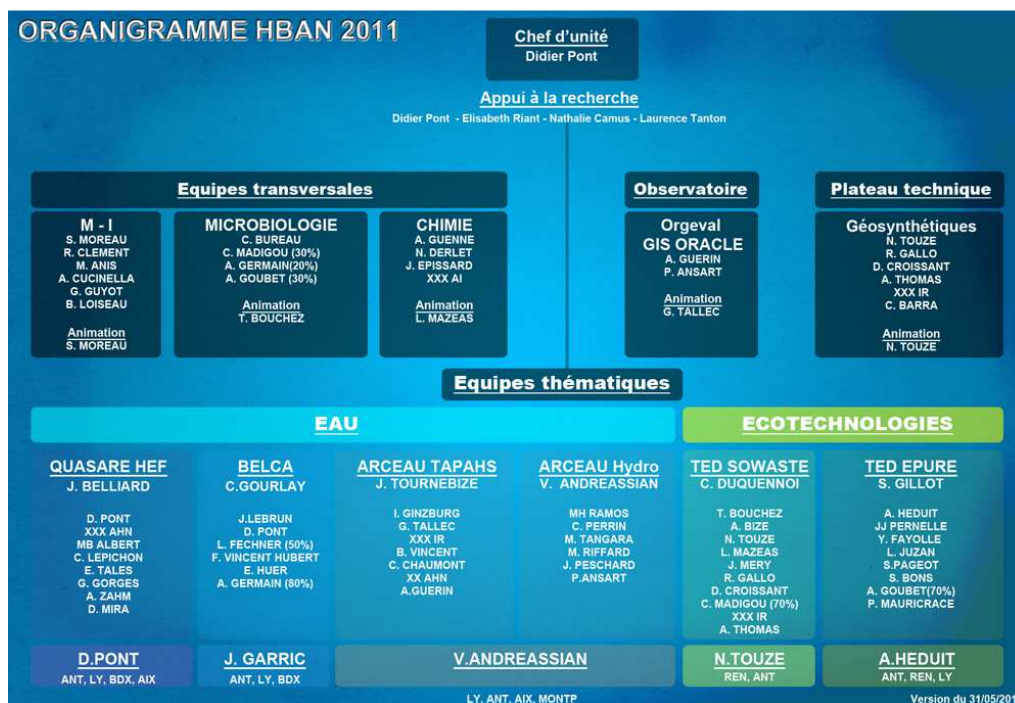 ORGANIGRAMME HBAN 2011
Chef d'unité
Didier Pont
Appui à la recherche
Didier Pont - Elisabeth Riant - Nathalie Camus - Laurence Tanton
Equipes transversales
M - I
S. MOREAU
R. CLEMENT
M. ANIS
A. CUCINELLA
G. GUYOT
B. LOISEAU
Animation
S. MOREAU
MICROBIOLOGIE
C. BUREAU
C. MADIGOU (30%)
A. GERMAIN(20%)
A. GOUBET (30%)
Animation
T. BOUCHEZ
CHIMIE
A. GUENNE
N. DERLET
J. EPISSARD
XXX AI
Animation
L. MAZEAS
Observatoire
Orgeval
GIS ORACLE
A. GUERIN
P. ANSART
Animation
G. TALLEC
Plateau technique
Géosynthétiques
N. TOUZE
R. GALLO
D. CROISSANT
A. THOMAS
XXX IR
C. BARRA
Animation
N. TOUZE
Equipes thématiques
EAU
ECOTECHNOLOGIES
QUASARE HEF
J. BELLIARD
D. PONT
XXX AHN
MB ALBERT
C. LEPICHON
E. TALES
G. GORGES
A. ZAHM
D. MIRA
BELCA
C.GOURLAY
J.LEBRUN
D. PONT
L. FECHNER (50%)
F. VINCENT HUBERT
E. HUER
A. GERMAIN (80%)
ARCEAU TAPAHS
J. TOURNEBIZE
I. GINZBURG
G. TALLEC
XXX IR
B. VINCENT
C. CHAUMONT
XX AHN
A.GUERIN
ARCEAU Hydro
V. ANDREASSIAN
MH RAMOS
C. PERRIN
M. TANGARA
M. RIFFARD
J. PESCHARD
P.ANSART
TED SOWASTE
C. DUQUENNOI
T. BOUCHEZ
A. BIZE
N. TOUZE
L. MAZEAS
J. MERY
R. GALLO
D. CROISSANT
C. MADIGOU (70%)
XXX IR
A. THOMAS
TED EPURE
S. GILLOT
A. HEDUIT
JJ PERNELLE
Y. FAYOLLE
L. JUZAN
S.PAGEOT
S. BONS
A. GOUBET(70%)
P. MAURICRACE
D.PONT
ANT, LY, BDX, AIX
J. GARRIC
ANT, LY, BDX
V.ANDREASSIAN
LY, ANT, AIX, MONTP
N.TOUZE
REN, ANT
A.HEDUIT
ANT, REN, LY
Version du 31/05/201